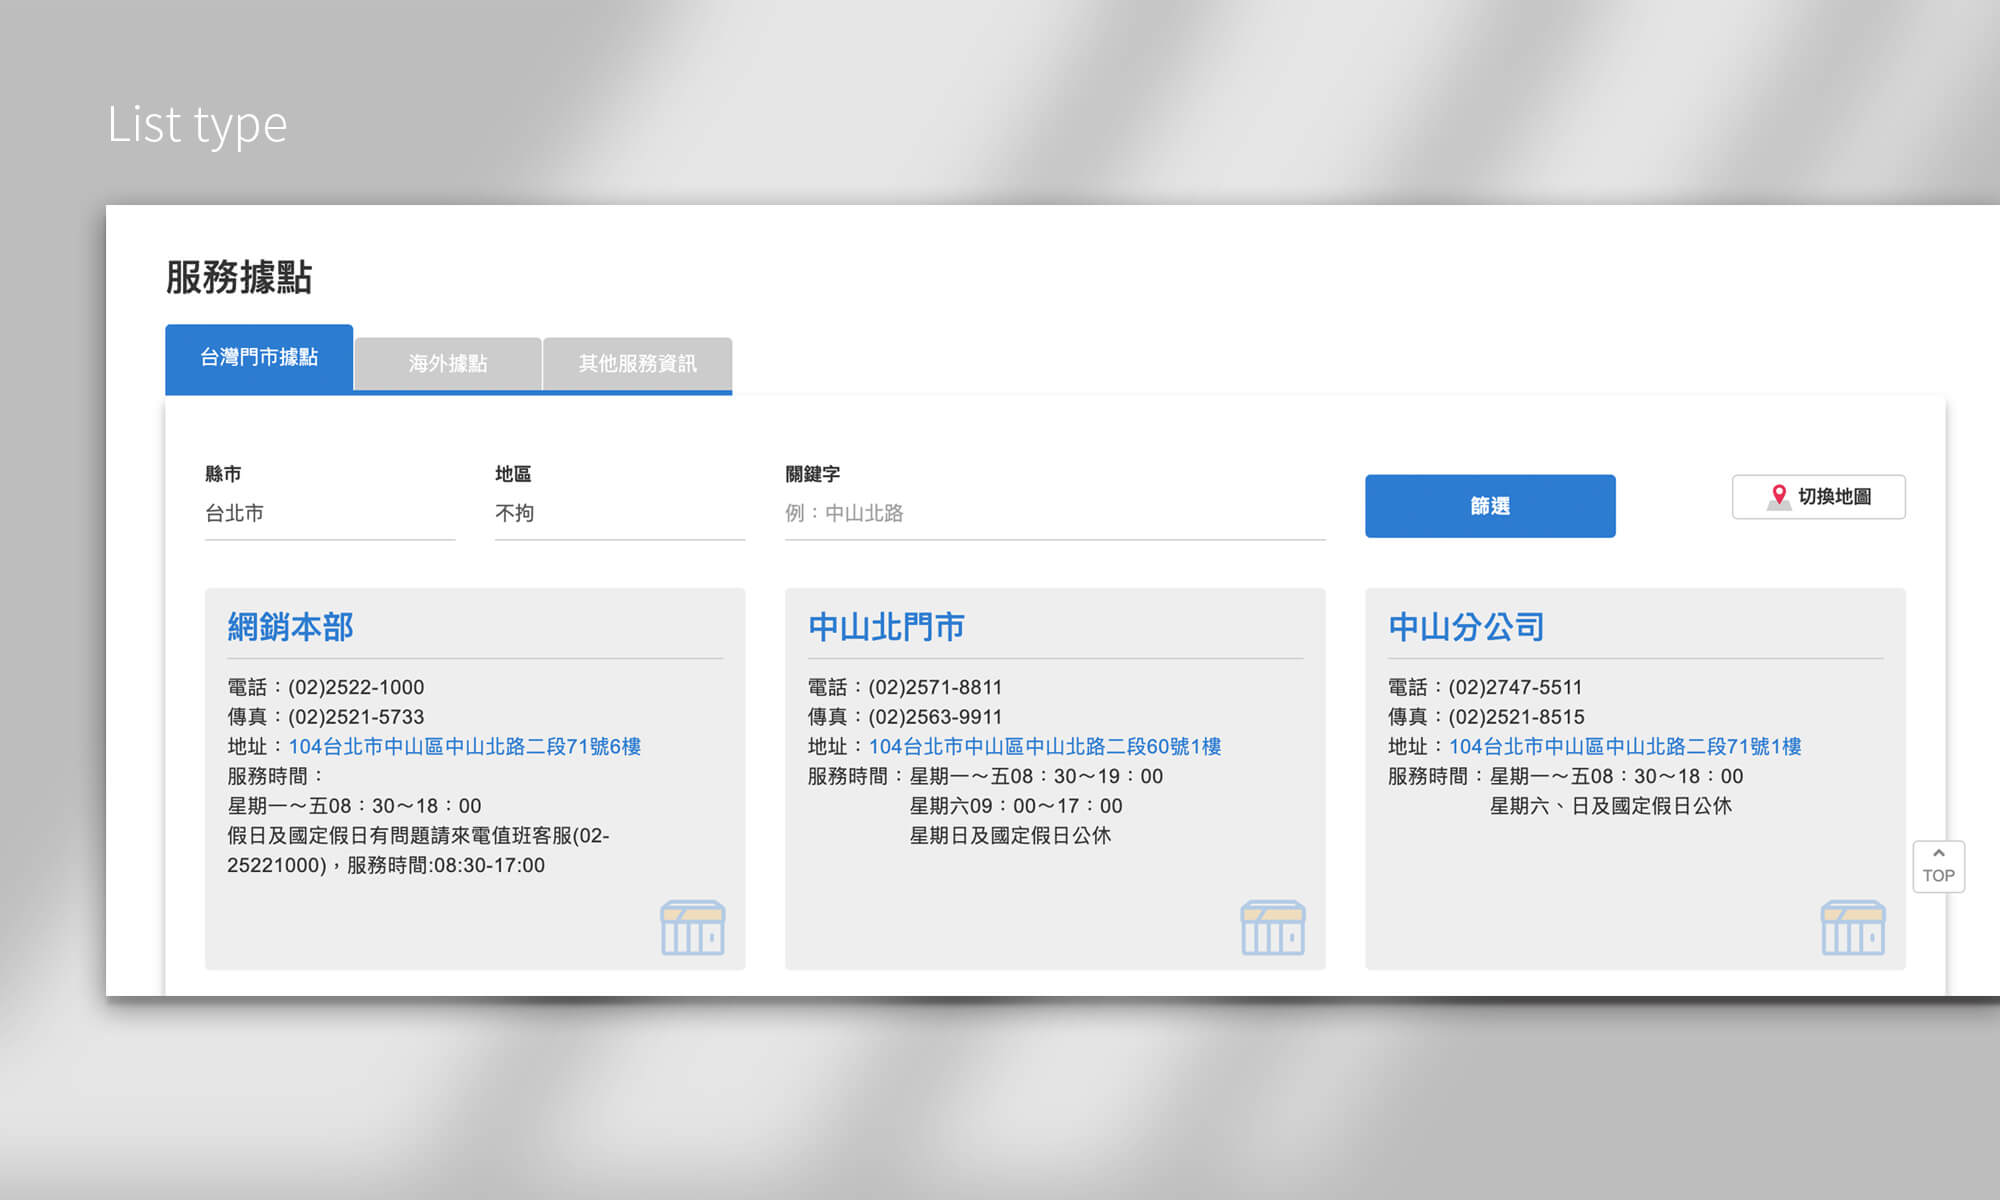 List type
服務據點
台灣門市據點
海外據點
其他服務資訊
縣市
台北市
地區
不拘
關鍵字
例：中山北路
篩選
切換地圖
網銷本部
電話：(02)2522-1000
傳真：(02)2521-5733
地址：104台北市中山區中山北路二段71號6樓
服務時間：
星期一～五08：30～18：00
假日及國定假日有問題請來電值班客服(02-
25221000)，服務時間:08:30-17:00
中山北門市
電話：(02)2571-8811
傳真：(02)2563-9911
地址：104台北市中山區中山北路二段60號1樓
服務時間：星期一～五08：30～19：00
星期六09：00～17：00
星期日及國定假日公休
中山分公司
電話：(02)2747-5511
傳真：(02)2521-8515
地址：104台北市中山區中山北路二段71號1樓
服務時間：星期一～五08：30～18：00
星期六、日及國定假日公休
TOP